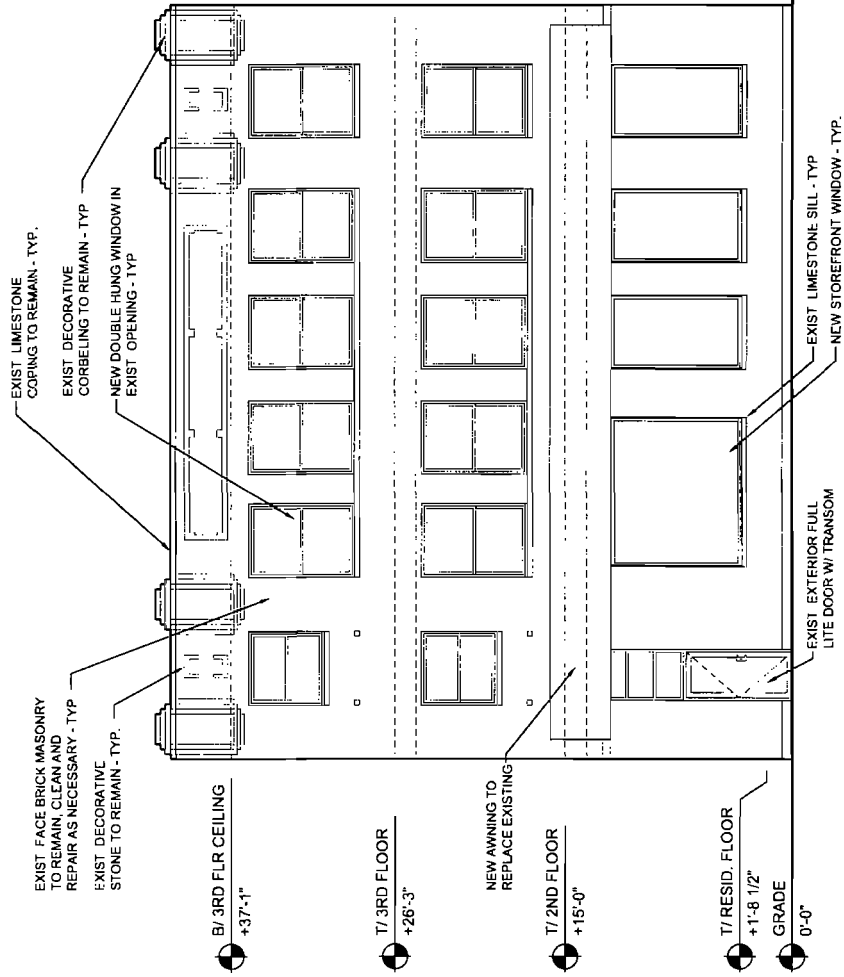 EXIST LIMESTONE
COPING TO REMAIN - TYP.
EXIST DECORATIVE
CORBELING TO REMAIN - TYP
NEW DOUBLE HUNG WINDOW IN
EXIST OPENING - TYP
EXIST FACE BRICK MASONRY
TO REMAIN, CLEAN AND
REPAIR AS NECESSARY - TYP
EXIST DECORATIVE
STONE TO REMAIN - TYP.
B/ 3RD FLR CEILING
+37'-1"
T/ 3RD FLOOR
+26'-3"
NEW AWNING TO
REPLACE EXISTING
T/ 2ND FLOOR
+15'-0"
T/ RESID. FLOOR
+1'-8 1/2"
GRADE
0'-0"
EXIST EXTERIOR FULL
LITE DOOR W/ TRANSOM
EXIST LIMESTONE SILL - TYP
NEW STOREFRONT WINDOW - TYP.